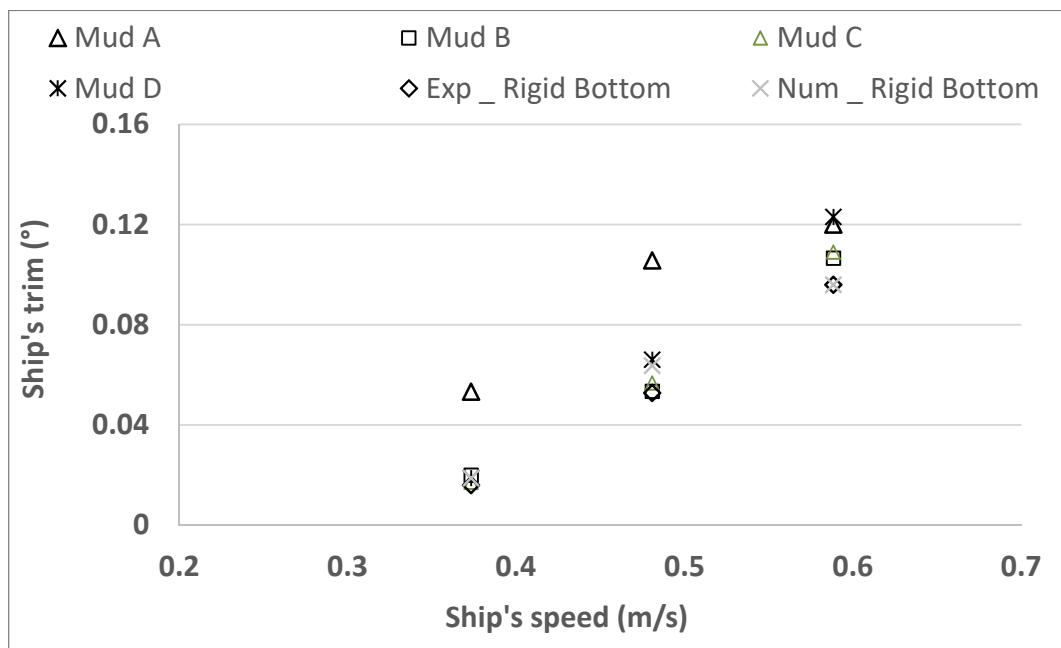 Mud A Mud B Mud C
Mud D Exp _ Rigid Bottom Num _ Rigid Bottom
0.16
0.12
0.08
0.04
0
Ship's trim (°)
0.2 0.3 0.4 0.5 0.6 0.7
Ship's speed (m/s)